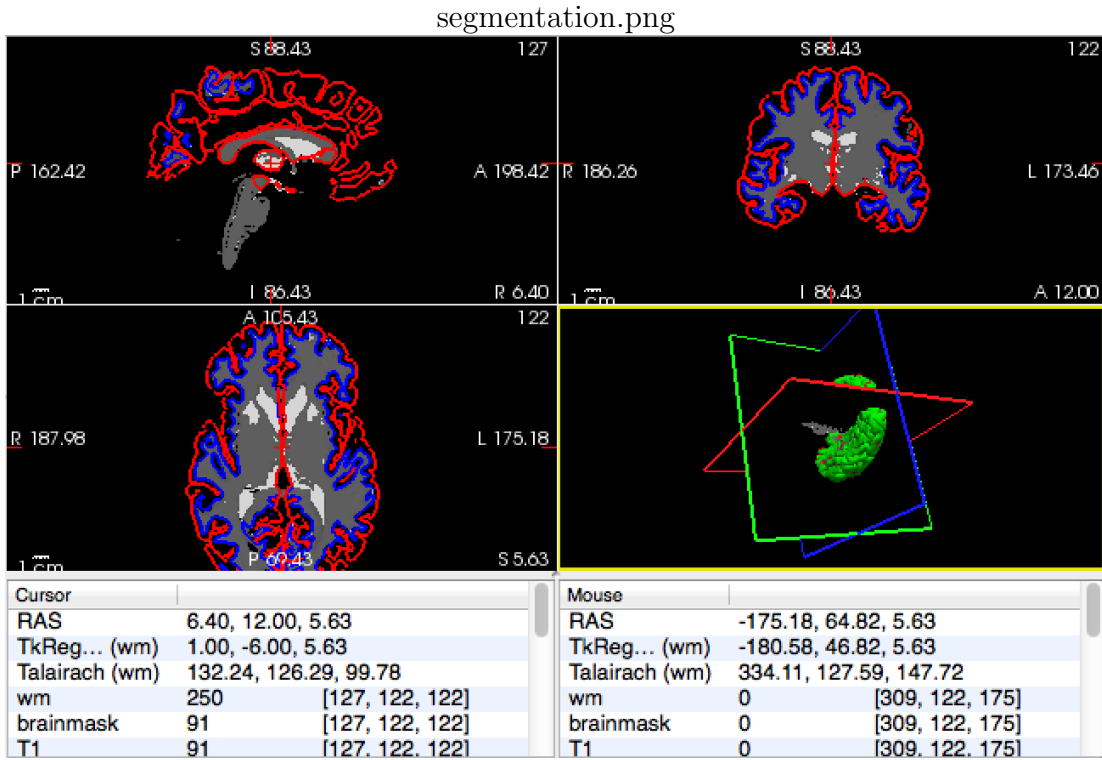 segmentation.png
S 88.43 127
P 162.42 A 198.42
1 cm I 86.43 R 6.40
S 88.43 122
R 186.26 L 173.46
1 cm I 86.43 A 12.00
A 105.43 122
R 187.98 L 175.18
1 cm P 69.43 S 5.63
Cursor
RAS 6.40, 12.00, 5.63
TkReg... (wm) 1.00, -6.00, 5.63
Talairach (wm) 132.24, 126.29, 99.78
wm 250 [127, 122, 122]
brainmask 91 [127, 122, 122]
T1 91 [127, 122, 122]
Mouse
RAS -175.18, 64.82, 5.63
TkReg... (wm) -180.58, 46.82, 5.63
Talairach (wm) 334.11, 127.59, 147.72
wm 0 [309, 122, 175]
brainmask 0 [309, 122, 175]
T1 0 [309, 122, 175]